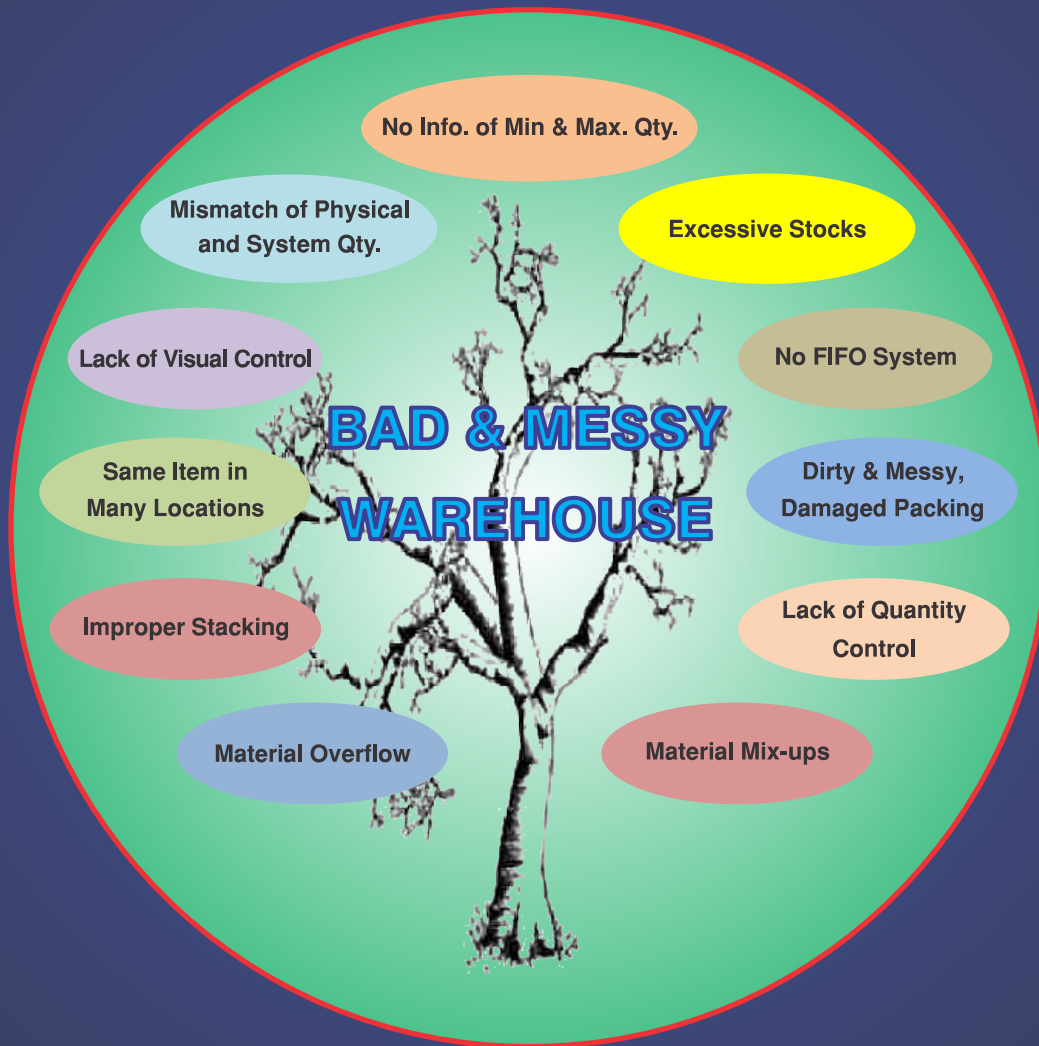 No Info. of Min & Max. Qty.
Mismatch of Physical
and System Qty.
Excessive Stocks
Lack of Visual Control
No FIFO System
BAD & MESSY
WAREHOUSE
Same Item in
Many Locations
Dirty & Messy,
Damaged Packing
Improper Stacking
Lack of Quantity
Control
Material Overflow
Material Mix-ups